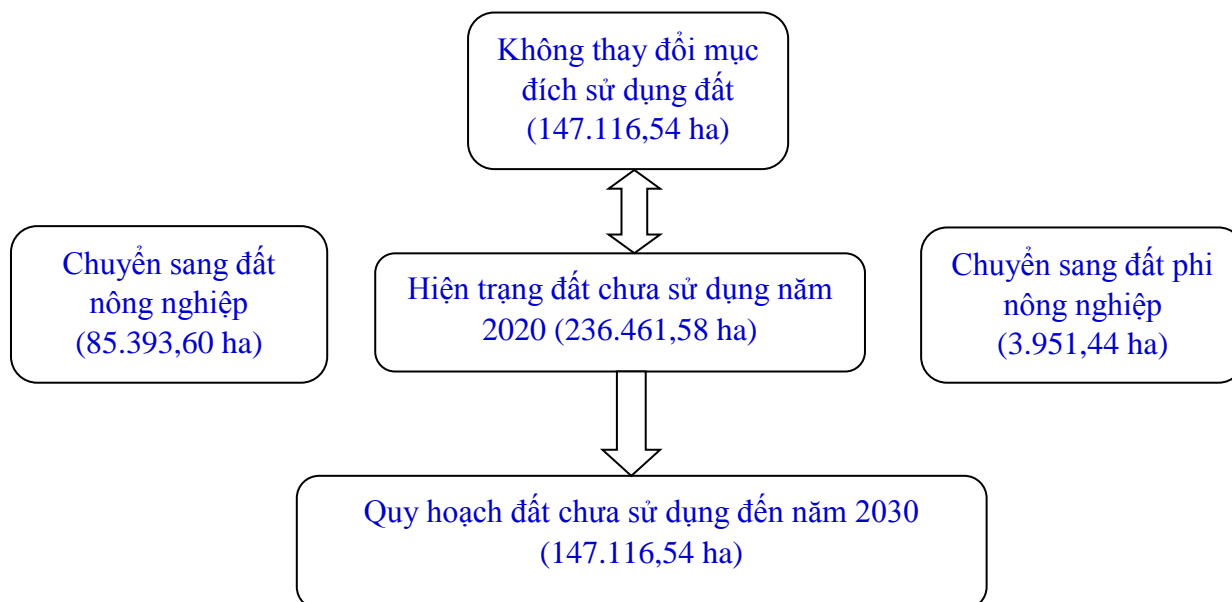 Không thay đổi mục
đích sử dụng đất
(147.116,54 ha)
Chuyển sang đất
nông nghiệp
(85.393,60 ha)
Hiện trạng đất chưa sử dụng năm
2020 (236.461,58 ha)
Chuyển sang đất phi
nông nghiệp
(3.951,44 ha)
Quy hoạch đất chưa sử dụng đến năm 2030
(147.116,54 ha)